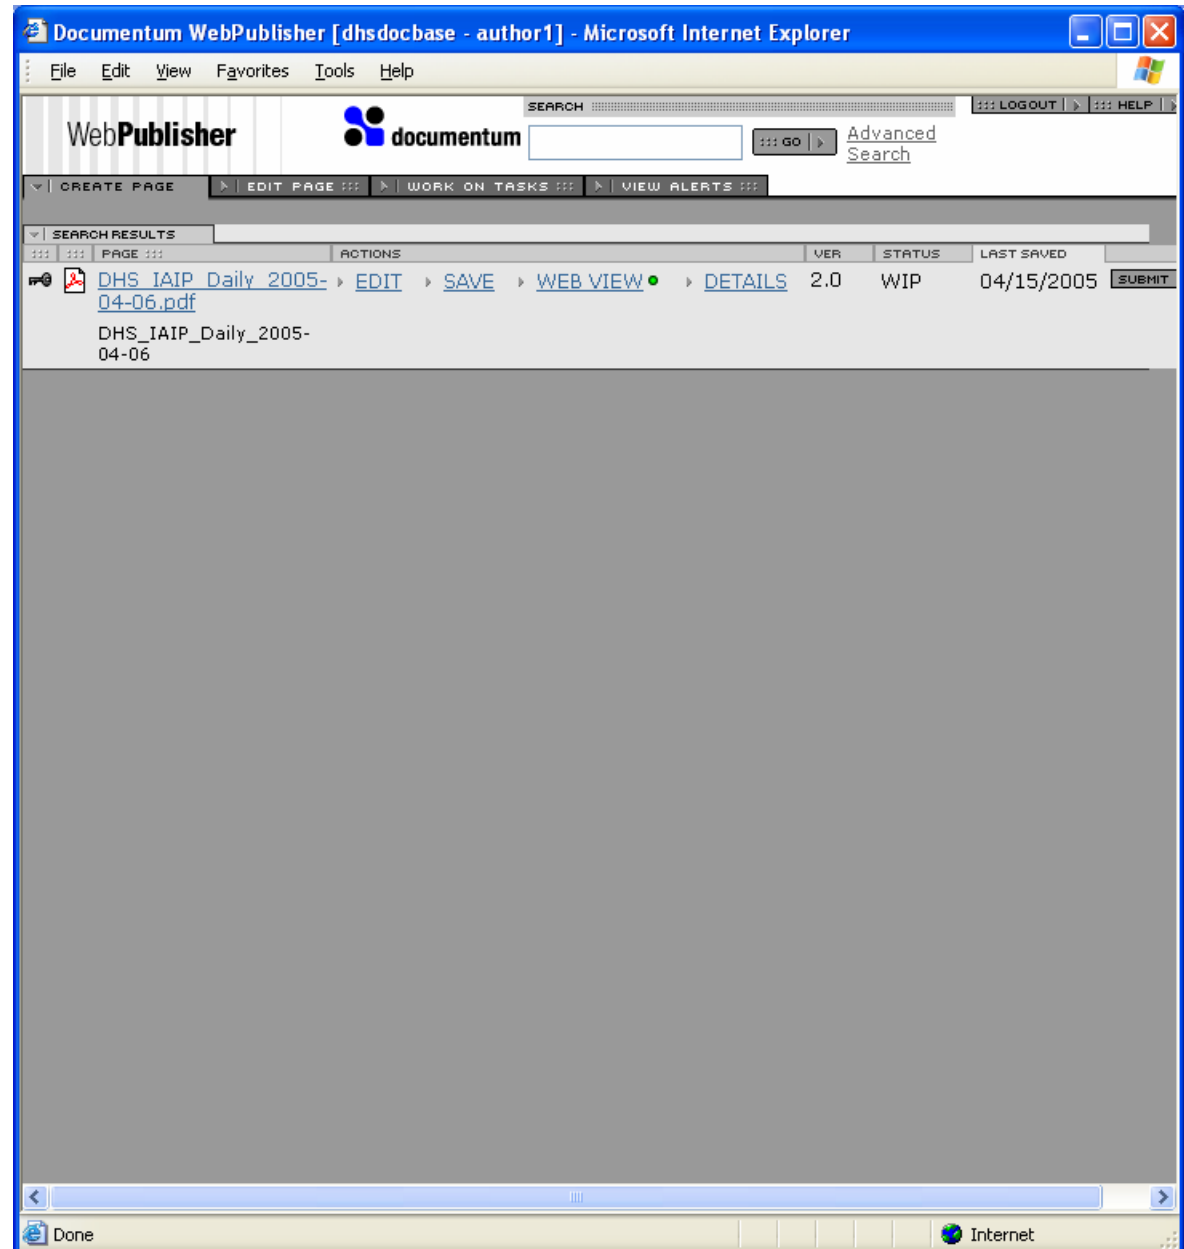 Documentum WebPublisher [dhsdocbase - author1] - Microsoft Internet Explorer
File Edit View Favorites Tools Help
SEARCH
LOGOUT HELP
WebPublisher
documentum
GO
Advanced
Search
CREATE PAGE EDIT PAGE WORK ON TASKS VIEW ALERTS
SEARCH RESULTS
PAGE ACTIONS VER STATUS LAST SAVED
DHS_IAIP_Daily_2005- EDIT SAVE WEB VIEW DETAILS 2.0 WIP 04/15/2005 SUBMIT
04-06.pdf
DHS_IAIP_Daily_2005-
04-06
Done Internet